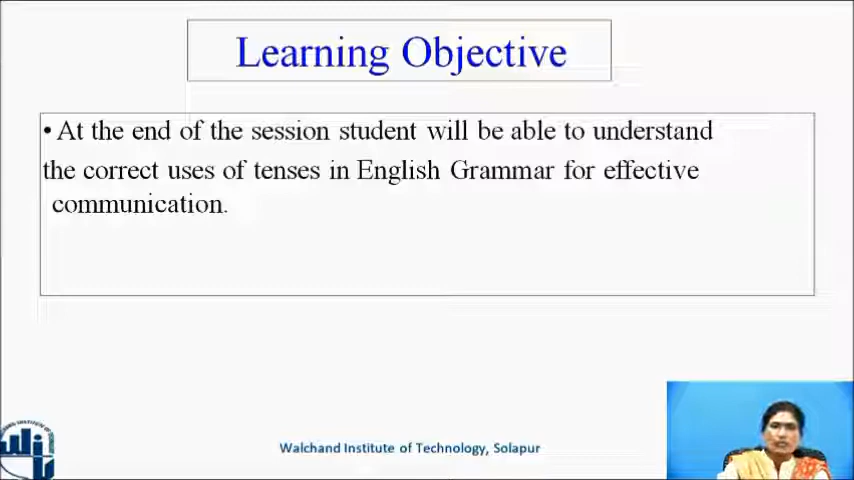 Learning Objective
• At the end of the session student will be able to understand
the correct uses of tenses in English Grammar for effective
communication.
Walchand Institute of Technology, Solapur